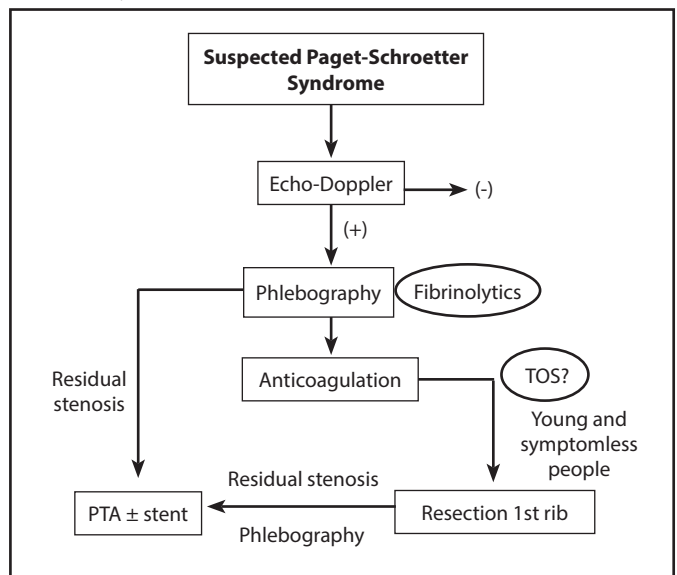 Suspected Paget-Schroetter
Syndrome
Echo-Doppler
(-)
(+)
Phlebography
Fibrinolytics
Anticoagulation
TOS?
Residual
stenosis
Young and
symptomless
people
Residual stenosis
PTA ± stent
Resection 1st rib
Phlebography